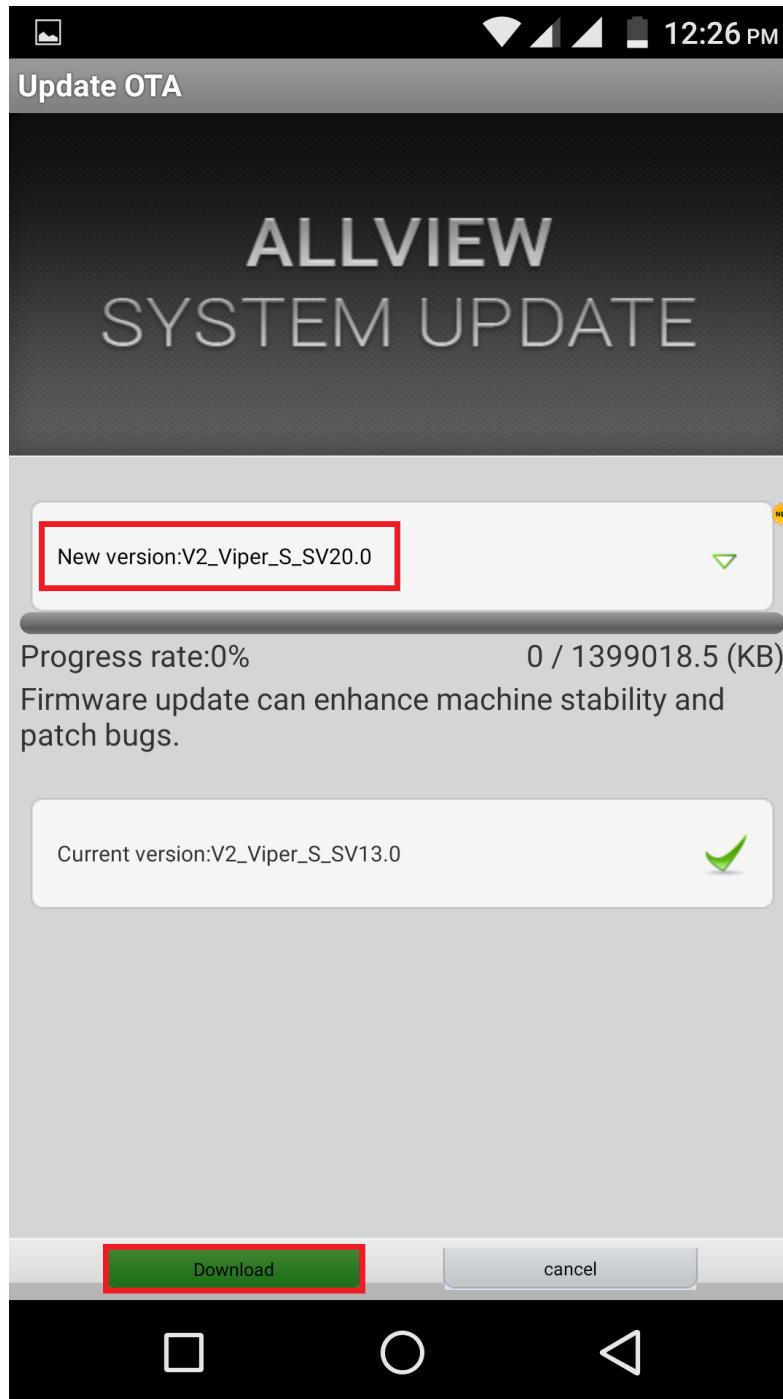 12:26 PM
Update OTA
ALLVIEW
SYSTEM UPDATE
New version:V2_Viper_S_SV20.0
Progress rate:0% 0 / 1399018.5 (KB)
Firmware update can enhance machine stability and
patch bugs.
Current version:V2_Viper_S_SV13.0
Download cancel